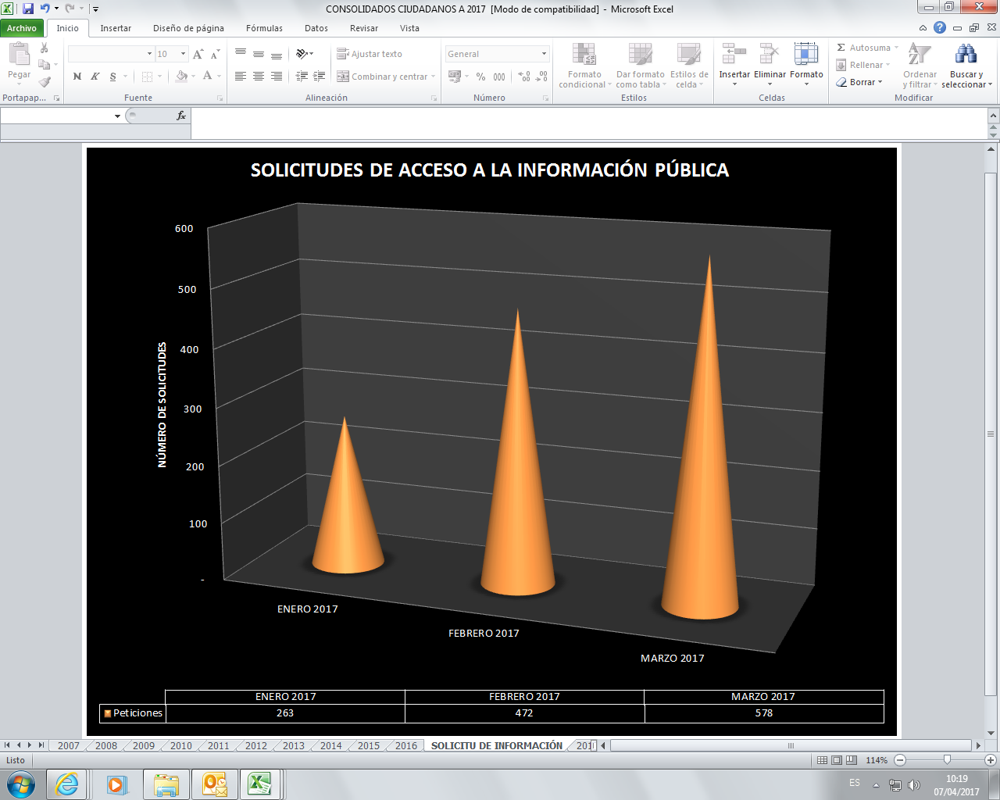 CONSOLIDADOS CIUDADANOS A 2017 [Modo de compatibilidad] - Microsoft Excel
Archivo Inicio Insertar Diseño de página Fórmulas Datos Revisar Vista
Pegar
10
N K S
A
Ajustar texto
Combinar y centrar
General
% 000
Formato condicional
Dar formato como tabla
Estilos de celda
Insertar Eliminar Formato
Σ Autosuma
Rellenar
Borrar
Ordenar y filtrar
Buscar y seleccionar
Portapap... Fuente Alineación Número Estilos Celdas Modificar
fx
SOLICITUDES DE ACCESO A LA INFORMACIÓN PÚBLICA
NÚMERO DE SOLICITUDES
600
500
400
300
200
100
-
ENERO 2017
FEBRERO 2017
MARZO 2017
ENERO 2017 FEBRERO 2017 MARZO 2017
Peticiones 263 472 578
2007 2008 2009 2010 2011 2012 2013 2014 2015 2016 SOLICITU DE INFORMACIÓN 201
Listo 114%
ES 10:19
07/04/2017